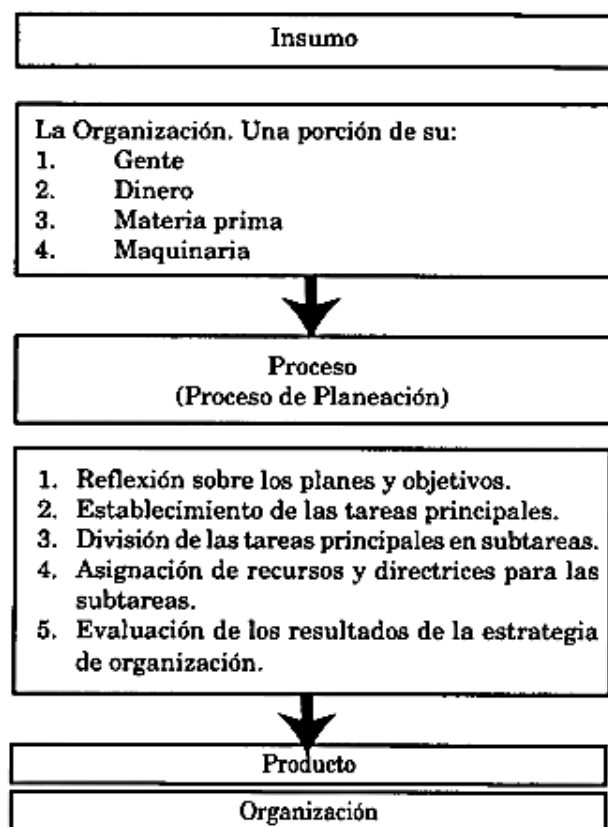 Insumo
La Organización. Una porción de su:
1. Gente
2. Dinero
3. Materia prima
4. Maquinaria
Proceso
(Proceso de Planeación)
1. Reflexión sobre los planes y objetivos.
2. Establecimiento de las tareas principales.
3. División de las tareas principales en subtareas.
4. Asignación de recursos y directrices para las
subtareas.
5. Evaluación de los resultados de la estrategia
de organización.
Producto
Organización